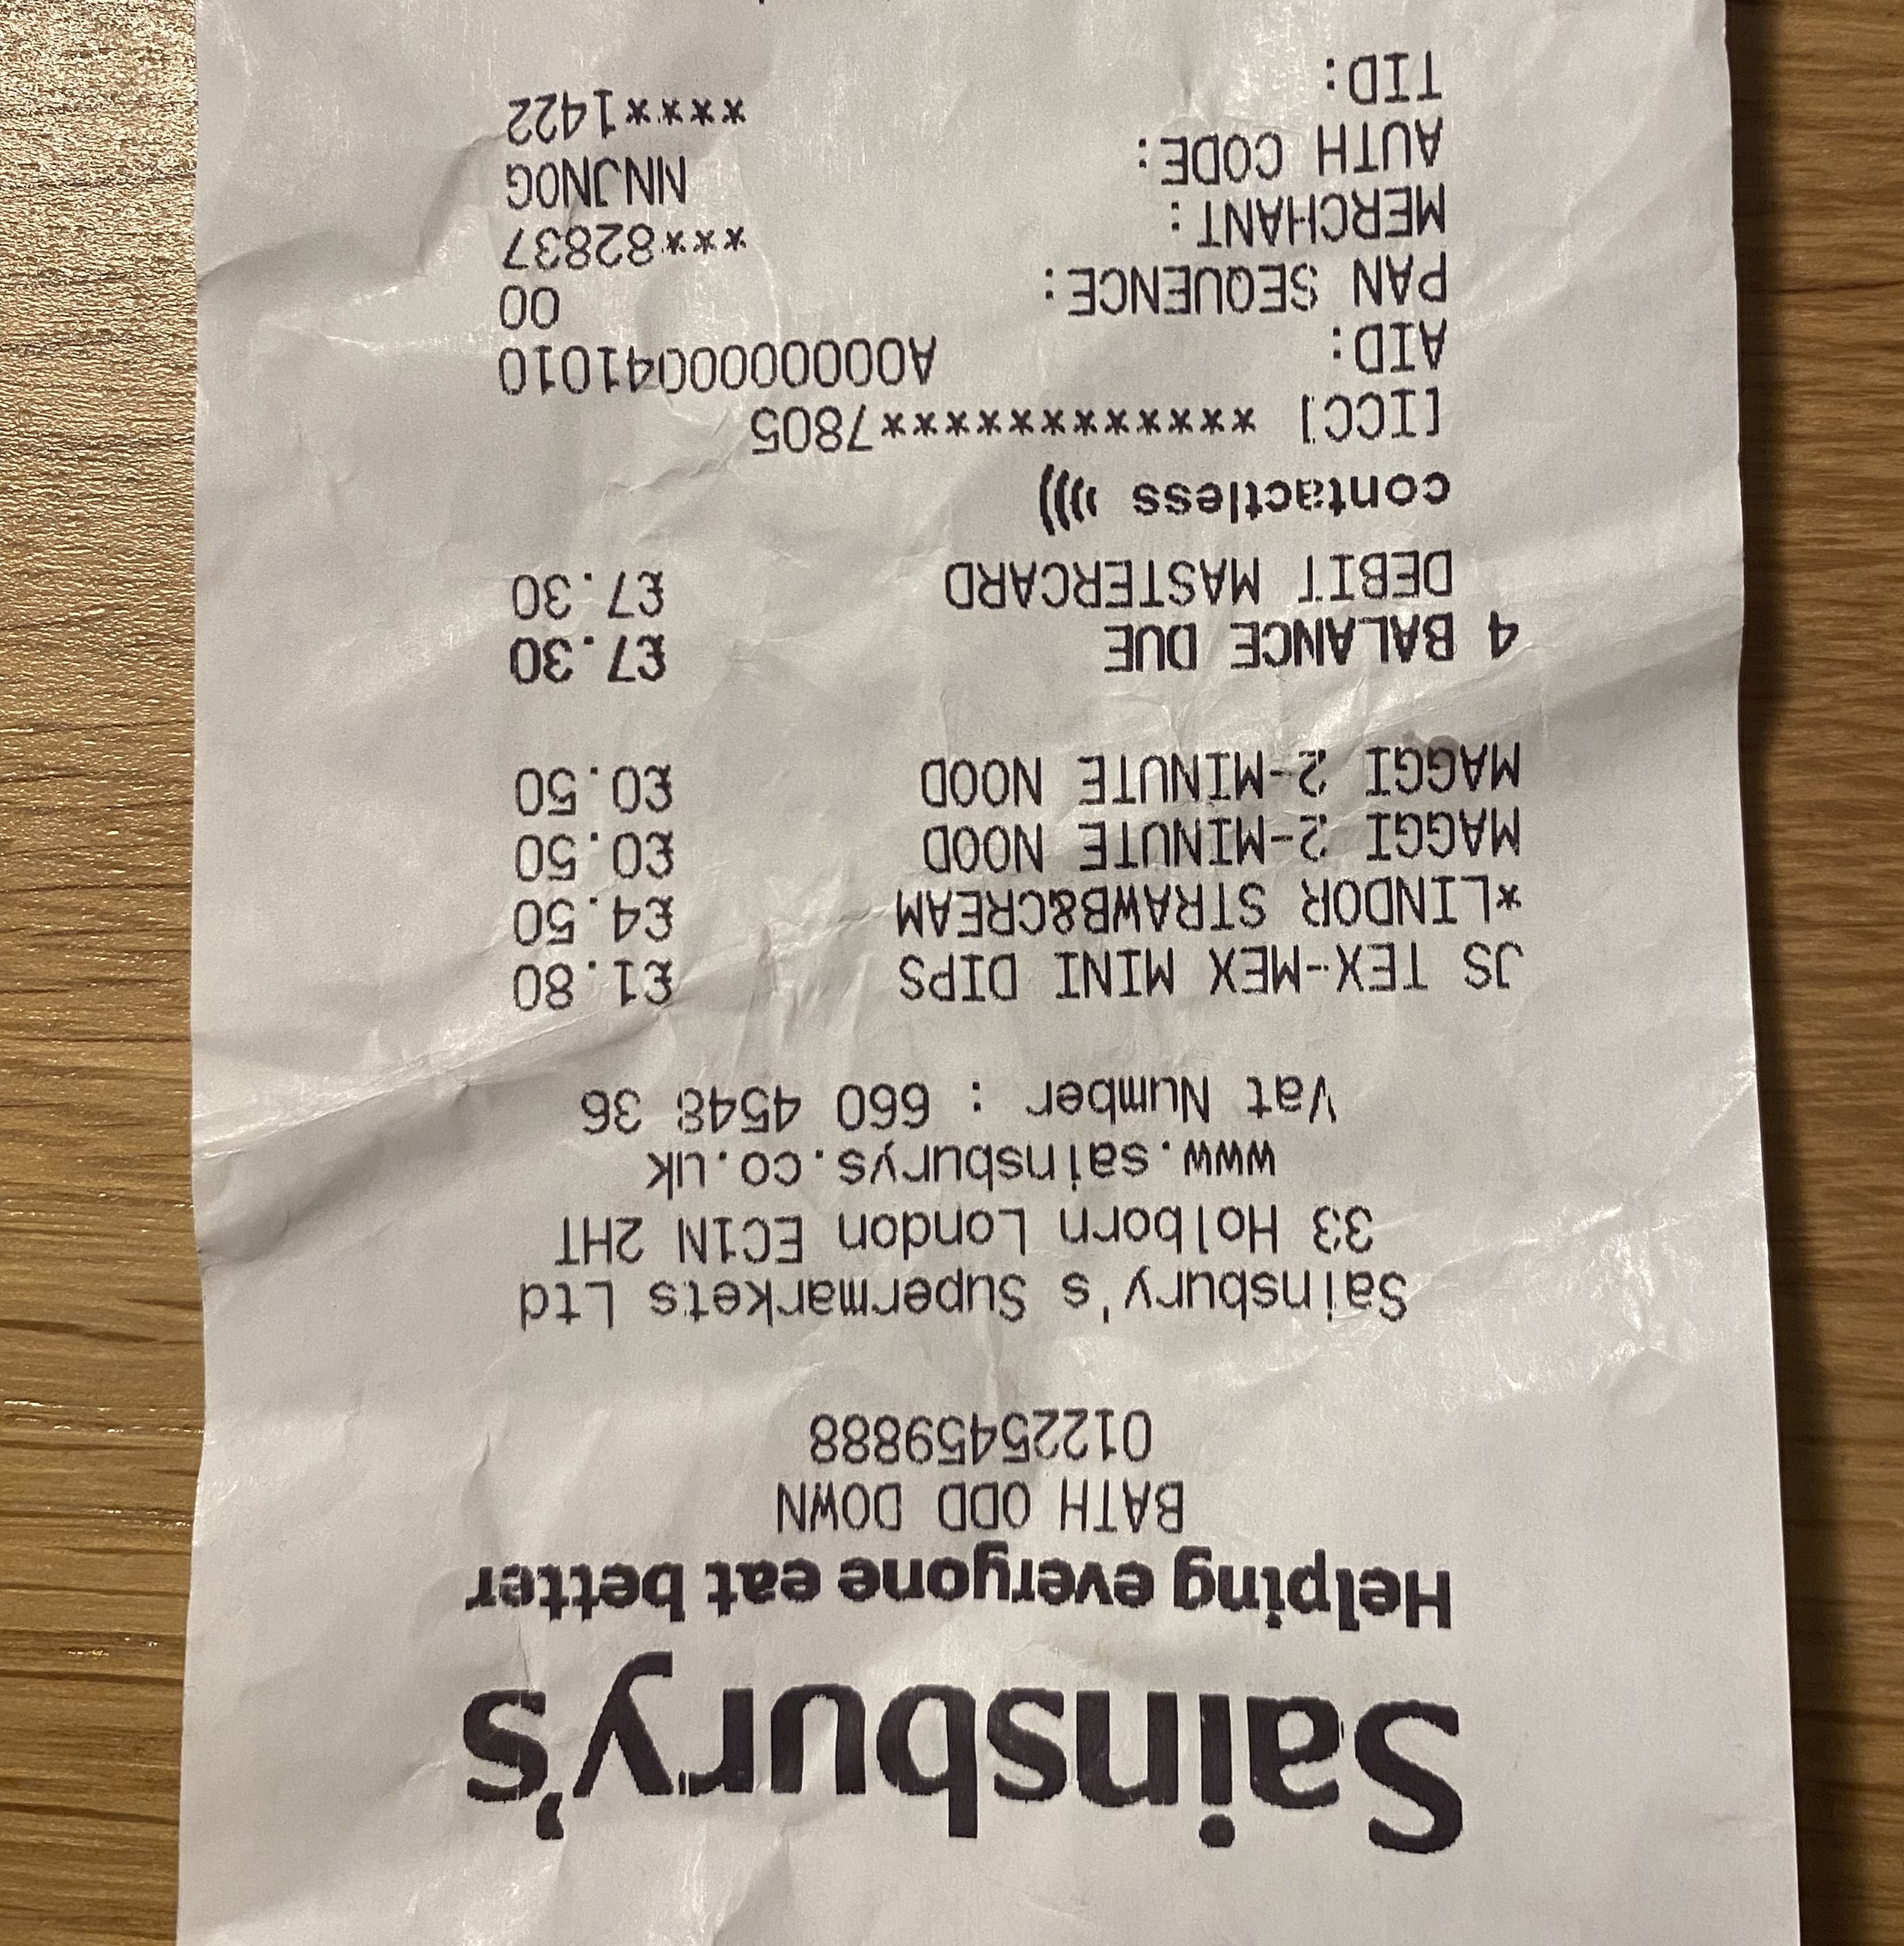 Sainsbury's
Helping everyone eat better
BATH ODD DOWN
01225459888
Sainsbury's Supermarkets Ltd
33 Holborn London EC1N 2HT
www.sainsburys.co.uk
Vat Number : 660 4548 36
JS TEX-MEX MINI DIPS £1.80
*LINDOR STRAWB&CREAM £4.50
MAGGI 2-MINUTE NOOD £0.50
MAGGI 2-MINUTE NOOD £0.50
4 BALANCE DUE £7.30
DEBIT MASTERCARD £7.30
contactless
[ICC] ************7805
AID: A0000000041010
PAN SEQUENCE: 00
MERCHANT: ***82837
AUTH CODE: NNJNOG
TID: ****1422